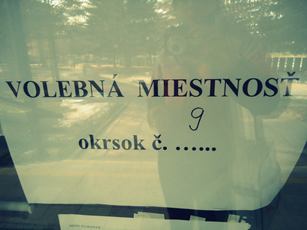 VOLEBNÁ MIESTNOSŤ
9
okrsok č. ......